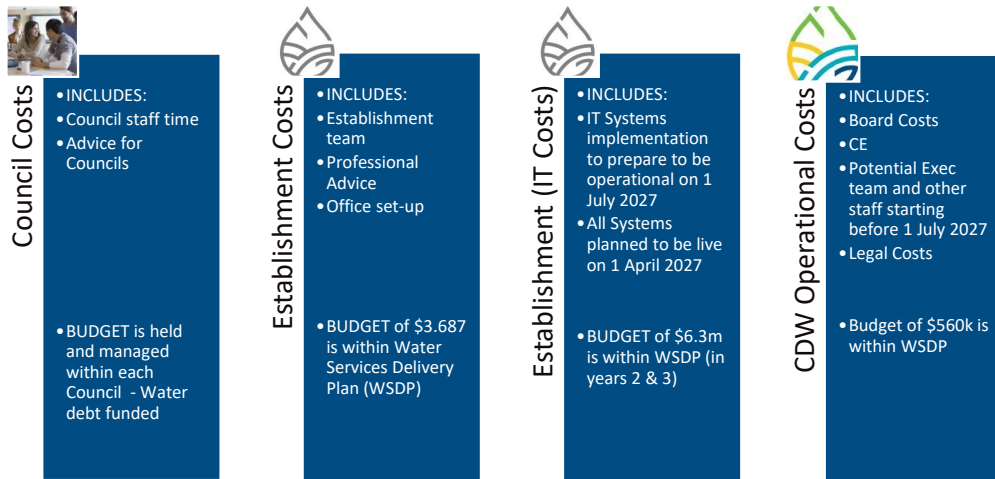 Council Costs
•INCLUDES:
•Council staff time
•Advice for
Councils
•BUDGET is held
and managed
within each
Council - Water
debt funded
Establishment Costs
•INCLUDES:
•Establishment
team
•Professional
Advice
•Office set-up
•BUDGET of $3.687
is within Water
Services Delivery
Plan (WSDP)
Establishment (IT Costs)
•INCLUDES:
•IT Systems
implementation
to prepare to be
operational on 1
July 2027
•All Systems
planned to be live
on 1 April 2027
•BUDGET of $6.3m
is within WSDP (in
years 2 & 3)
CDW Operational Costs
•INCLUDES:
•Board Costs
•CE
•Potential Exec
team and other
staff starting
before 1 July 2027
•Legal Costs
•Budget of $560k is
within WSDP